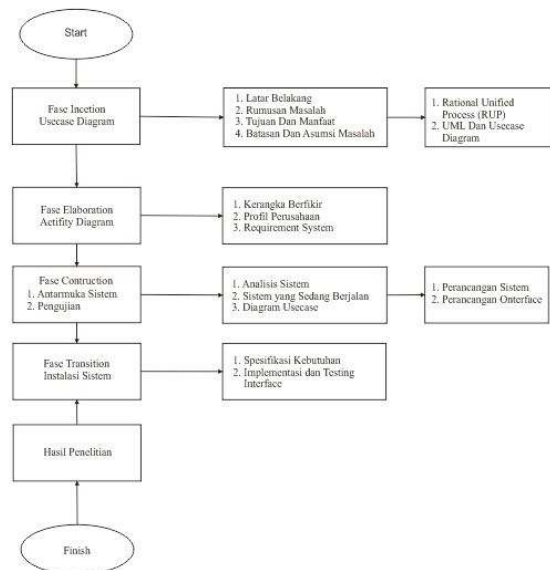 Start
Fase Incetion
Usecase Diagram
1. Latar Belakang
2. Rumusan Masalah
3. Tujuan Dan Manfaat
4. Batasan Dan Asumsi Masalah
1. Rational Unified
Process (RUP)
2. UML Dan Usecase
Diagram
Fase Elaboration
Actifity Diagram
1. Kerangka Berfikir
2. Profil Perusahaan
3. Requirement System
Fase Contruction
1. Antarmuka Sistem
2. Pengujian
1. Analisis Sistem
2. Sistem yang Sedang Berjalan
3. Diagram Usecase
1. Perancangan Sistem
2. Perancangan Onterface
Fase Transition
Instalasi Sistem
1. Spesifikasi Kebutuhan
2. Implementasi dan Testing
Interface
Hasil Penelitian
Finish